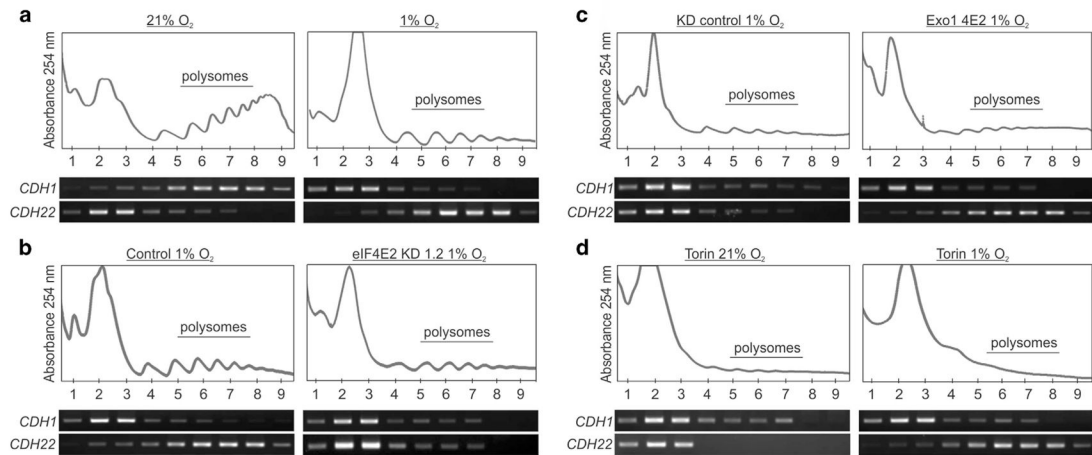 a
21% O₂
1% O₂
Absorbance 254 nm
polysomes
polysomes
1 2 3 4 5 6 7 8 9
1 2 3 4 5 6 7 8 9
CDH1
CDH22
b
Control 1% O₂
eIF4E2 KD 1.2 1% O₂
Absorbance 254 nm
polysomes
polysomes
1 2 3 4 5 6 7 8 9
1 2 3 4 5 6 7 8 9
CDH1
CDH22
c
KD control 1% O₂
Exo1 4E2 1% O₂
Absorbance 254 nm
polysomes
polysomes
1 2 3 4 5 6 7 8 9
1 2 3 4 5 6 7 8 9
CDH1
CDH22
d
Torin 21% O₂
Torin 1% O₂
Absorbance 254 nm
polysomes
polysomes
1 2 3 4 5 6 7 8 9
1 2 3 4 5 6 7 8 9
CDH1
CDH22